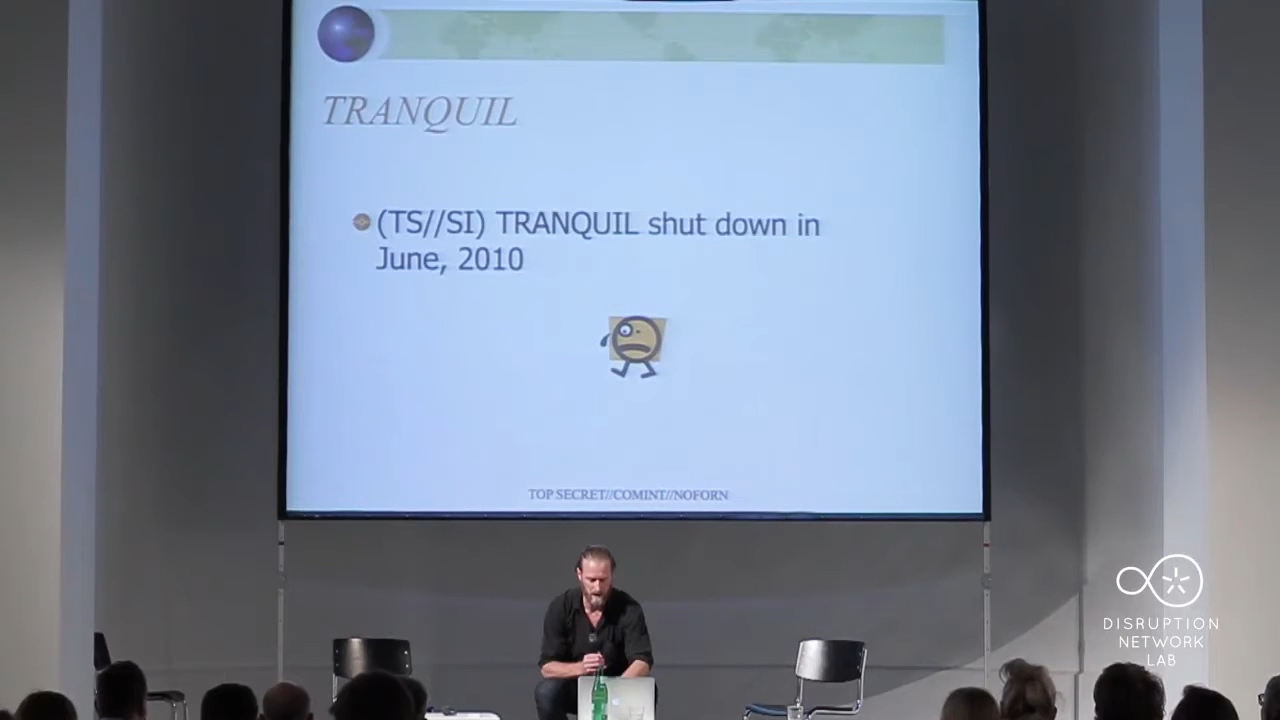 TRANQUIL
(TS//SI) TRANQUIL shut down in
June, 2010
TOP SECRET//COMINT//NOFORN
DISRUPTION
NETWORK
LAB